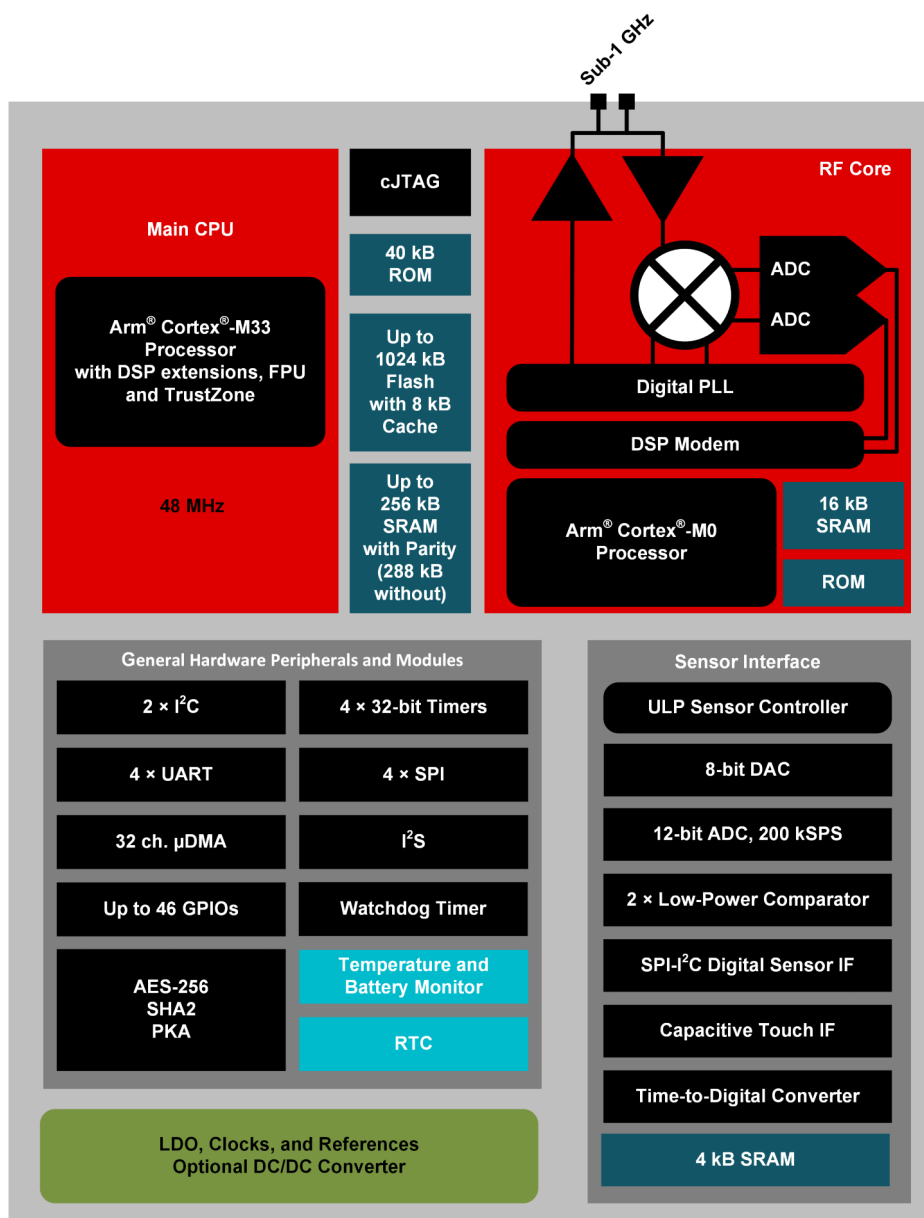 Sub-1 GHz
Main CPU
Arm® Cortex®-M33
Processor
with DSP extensions, FPU
and TrustZone
48 MHz
cJTAG
40 kB
ROM
Up to
1024 kB
Flash
with 8 kB
Cache
Up to
256 kB
SRAM
with Parity
(288 kB
without)
RF Core
ADC
ADC
Digital PLL
DSP Modem
Arm® Cortex®-M0
Processor
16 kB
SRAM
ROM
General Hardware Peripherals and Modules
2 × I²C
4 × 32-bit Timers
4 × UART
4 × SPI
32 ch. µDMA
I²S
Up to 46 GPIOs
Watchdog Timer
AES-256
SHA2
PKA
Temperature and
Battery Monitor
RTC
LDO, Clocks, and References
Optional DC/DC Converter
Sensor Interface
ULP Sensor Controller
8-bit DAC
12-bit ADC, 200 kSPS
2 × Low-Power Comparator
SPI-I²C Digital Sensor IF
Capacitive Touch IF
Time-to-Digital Converter
4 kB SRAM